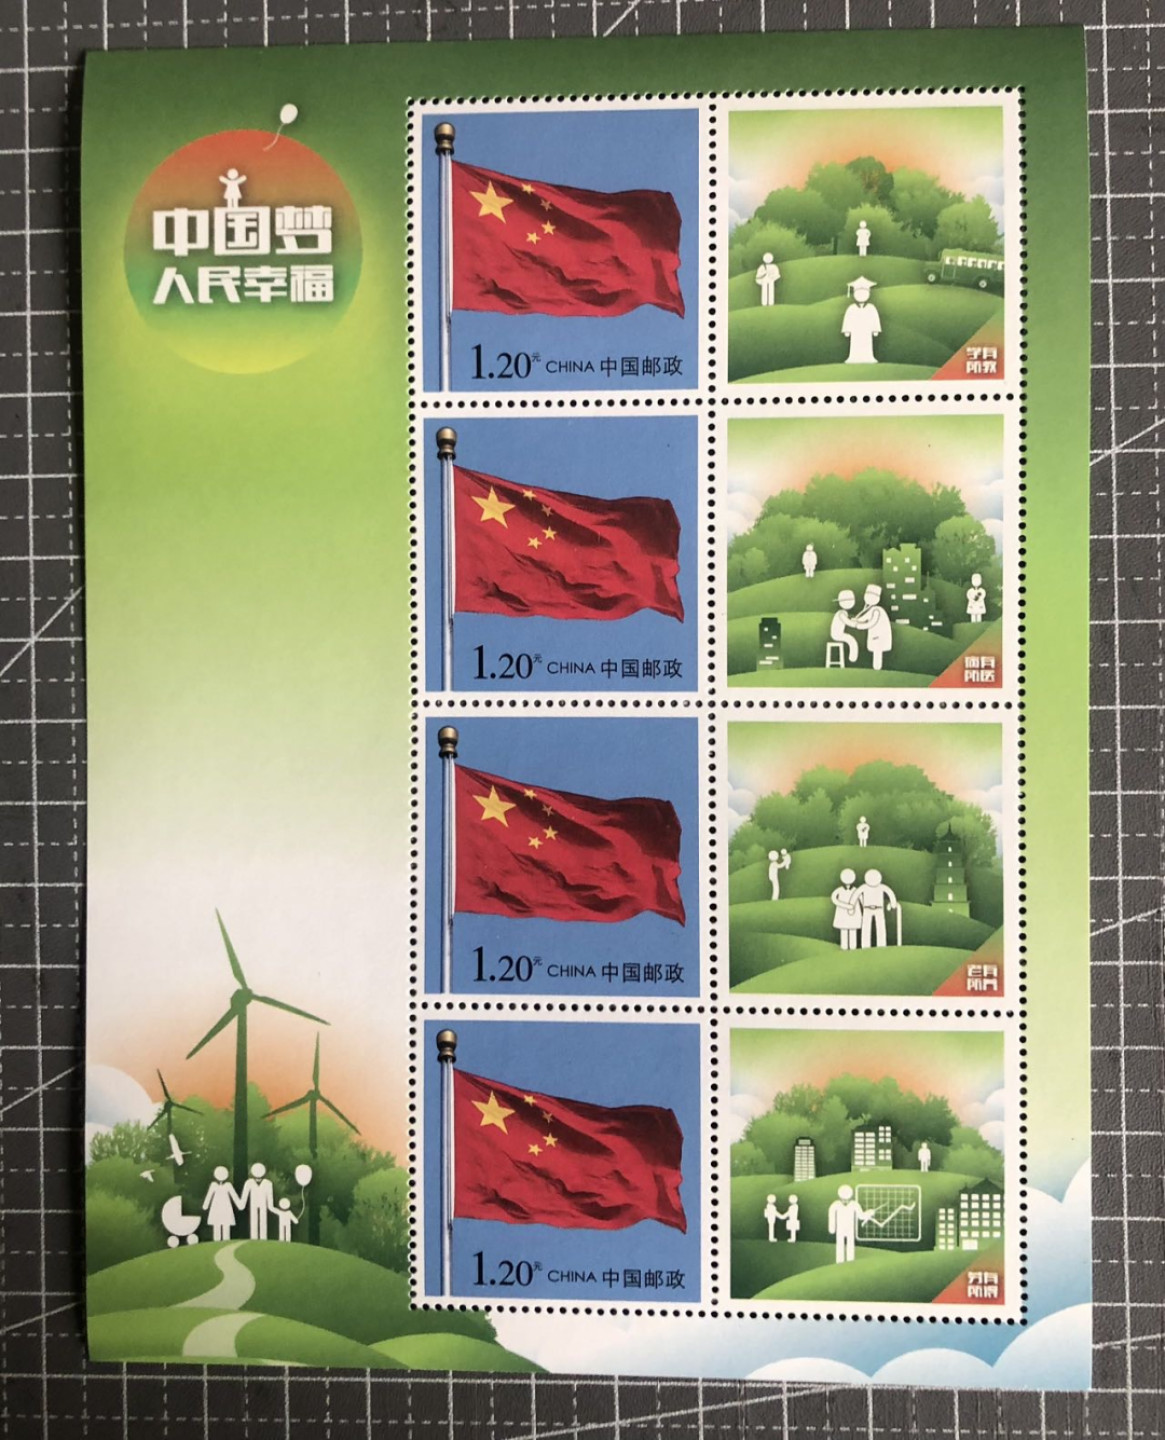 中国梦
人民幸福
1.20元 CHINA 中国邮政
学有
所教
1.20元 CHINA 中国邮政
病有
所医
1.20元 CHINA 中国邮政
老有
所养
1.20元 CHINA 中国邮政
劳有
所得